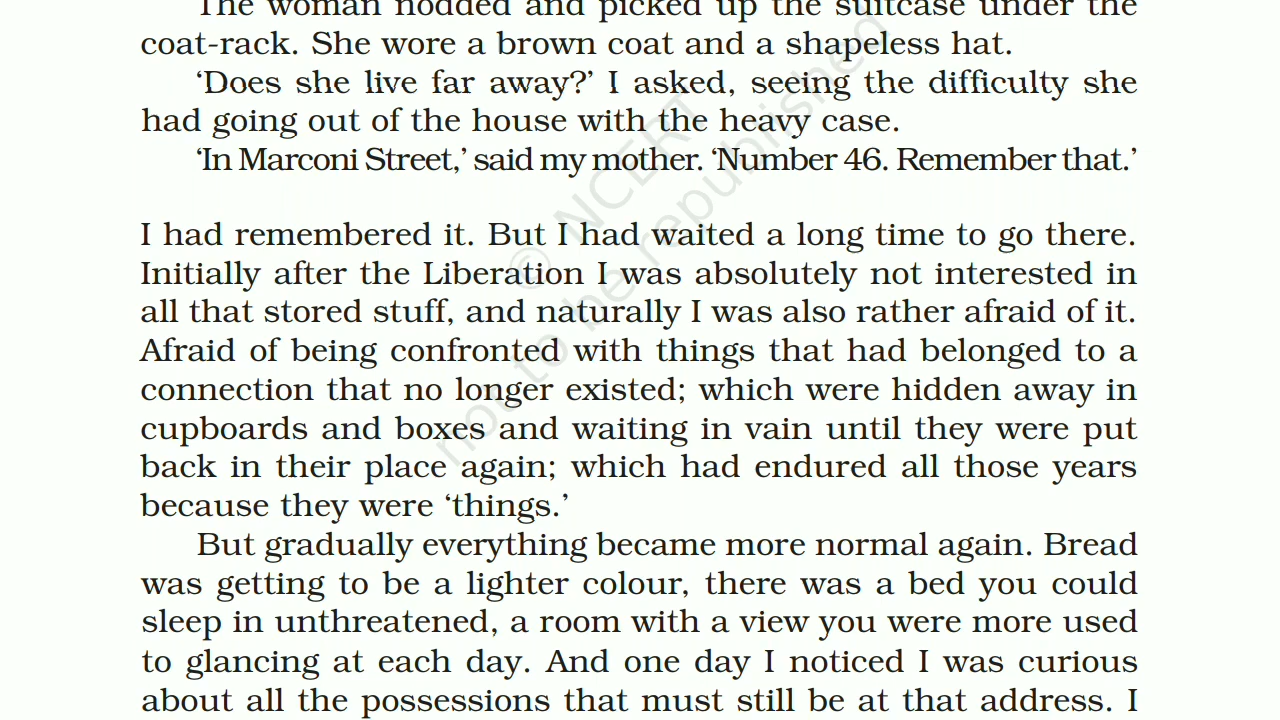 The woman nodded and picked up the suitcase under the
coat-rack. She wore a brown coat and a shapeless hat.
‘Does she live far away?’ I asked, seeing the difficulty she
had going out of the house with the heavy case.
‘In Marconi Street,’ said my mother. ‘Number 46. Remember that.’
I had remembered it. But I had waited a long time to go there.
Initially after the Liberation I was absolutely not interested in
all that stored stuff, and naturally I was also rather afraid of it.
Afraid of being confronted with things that had belonged to a
connection that no longer existed; which were hidden away in
cupboards and boxes and waiting in vain until they were put
back in their place again; which had endured all those years
because they were ‘things.’
But gradually everything became more normal again. Bread
was getting to be a lighter colour, there was a bed you could
sleep in unthreatened, a room with a view you were more used
to glancing at each day. And one day I noticed I was curious
about all the possessions that must still be at that address. I
© NCERT
not to be republished